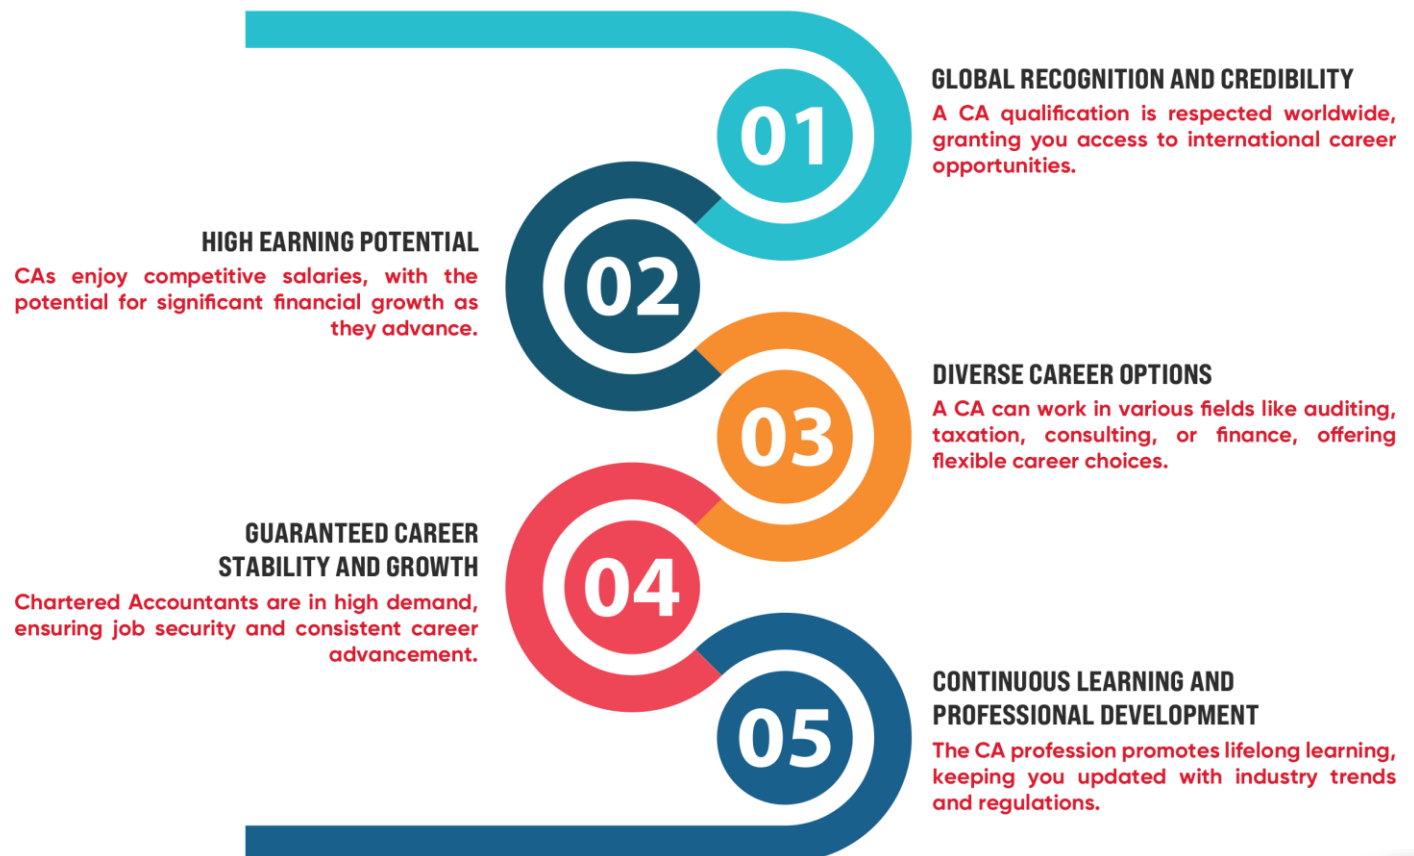 01
GLOBAL RECOGNITION AND CREDIBILITY
A CA qualification is respected worldwide,
granting you access to international career
opportunities.
02
HIGH EARNING POTENTIAL
CAs enjoy competitive salaries, with the
potential for significant financial growth as
they advance.
03
DIVERSE CAREER OPTIONS
A CA can work in various fields like auditing,
taxation, consulting, or finance, offering
flexible career choices.
04
GUARANTEED CAREER
STABILITY AND GROWTH
Chartered Accountants are in high demand,
ensuring job security and consistent career
advancement.
05
CONTINUOUS LEARNING AND
PROFESSIONAL DEVELOPMENT
The CA profession promotes lifelong learning,
keeping you updated with industry trends
and regulations.